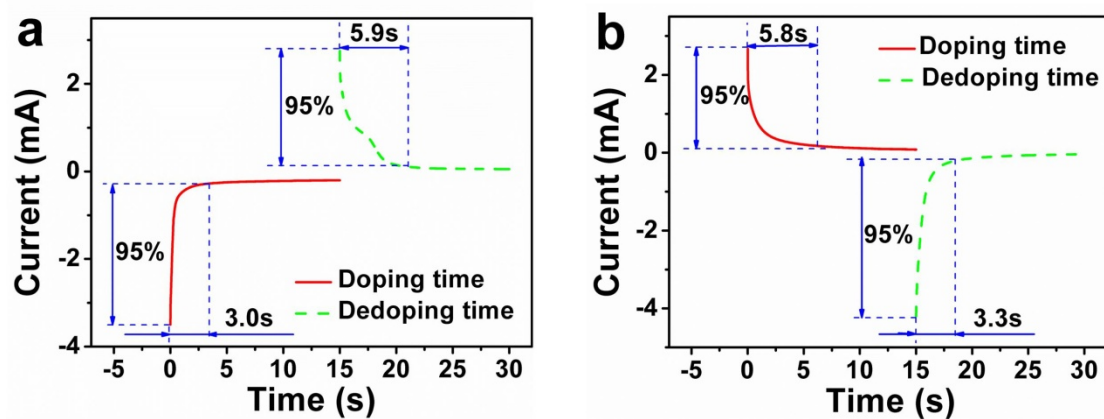 a
5.9s
95%
95%
3.0s
Doping time
Dedoping time
Current (mA)
2
0
-2
-4
-5 0 5 10 15 20 25 30
Time (s)
b
5.8s
95%
95%
3.3s
Doping time
Dedoping time
Current (mA)
2
0
-2
-4
-5 0 5 10 15 20 25 30
Time (s)